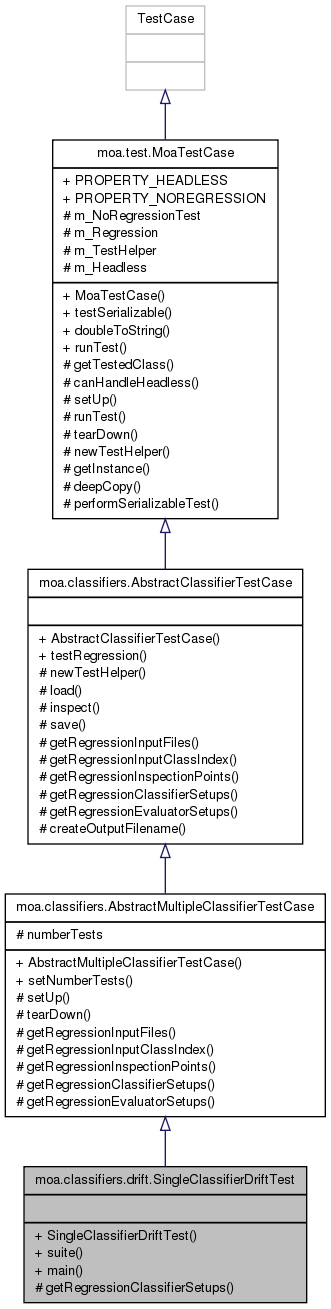 TestCase
moa.test.MoaTestCase
+ PROPERTY_HEADLESS
+ PROPERTY_NOREGRESSION
# m_NoRegressionTest
# m_Regression
# m_TestHelper
# m_Headless
+ MoaTestCase()
+ testSerializable()
+ doubleToString()
+ runTest()
# getTestedClass()
# canHandleHeadless()
# setUp()
# runTest()
# tearDown()
# newTestHelper()
# getInstance()
# deepCopy()
# performSerializableTest()
moa.classifiers.AbstractClassifierTestCase
+ AbstractClassifierTestCase()
+ testRegression()
# newTestHelper()
# load()
# inspect()
# save()
# getRegressionInputFiles()
# getRegressionInputClassIndex()
# getRegressionInspectionPoints()
# getRegressionClassifierSetups()
# getRegressionEvaluatorSetups()
# createOutputFilename()
moa.classifiers.AbstractMultipleClassifierTestCase
# numberTests
+ AbstractMultipleClassifierTestCase()
+ setNumberTests()
# setUp()
# tearDown()
# getRegressionInputFiles()
# getRegressionInputClassIndex()
# getRegressionInspectionPoints()
# getRegressionClassifierSetups()
# getRegressionEvaluatorSetups()
moa.classifiers.drift.SingleClassifierDriftTest
+ SingleClassifierDriftTest()
+ suite()
+ main()
# getRegressionClassifierSetups()